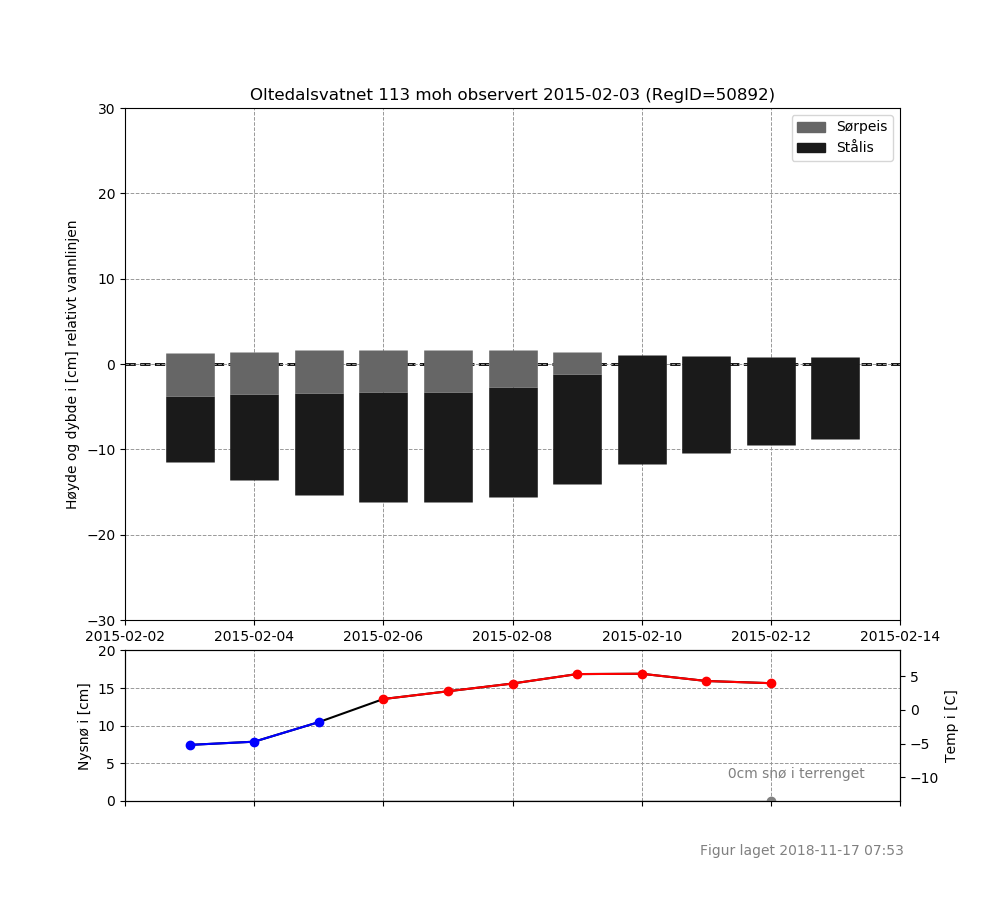 Oltedalsvatnet 113 moh observert 2015-02-03 (RegID=50892)
Sørpeis
Stålis
Høyde og dybde i [cm] relativt vannlinjen
30
20
10
0
−10
−20
−30
2015-02-02 2015-02-04 2015-02-06 2015-02-08 2015-02-10 2015-02-12 2015-02-14
Nysnø i [cm]
20
15
10
5
0
5
0
−5
−10
Temp i [C]
0cm snø i terrenget
Figur laget 2018-11-17 07:53